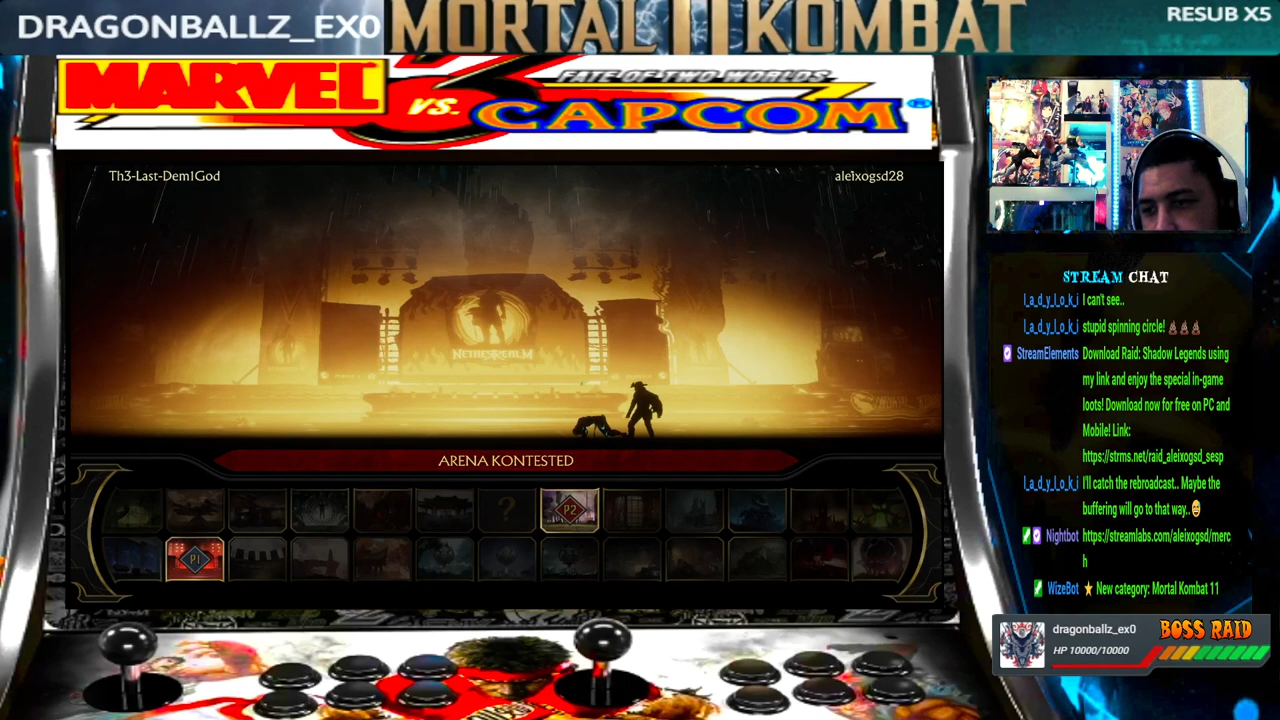 DRAGONBALLZ_EX0
MORTAL KOMBAT
RESUB X5
MARVEL VS. CAPCOM®
3
FATE OF TWO WORLDS
Th3-Last-Dem1God
aleixogsd28
NETHERREALM
ARENA KONTESTED
?
P2
P1
STREAM CHAT
l_a_d_y_l_o_k_i I can't see..
l_a_d_y_l_o_k_i stupid spinning circle! 💩💩💩
StreamElements Download Raid: Shadow Legends using
my link and enjoy the special in-game
loots! Download now for free on PC and
Mobile! Link:
https://strms.net/raid_aleixogsd_sesp
l_a_d_y_l_o_k_i I'll catch the rebroadcast.. Maybe the
buffering will go to that way..😅
Nightbot https://streamlabs.com/aleixogsd/merc
h
WizeBot ⭐ New category: Mortal Kombat 11
dragonballz_ex0
BOSS RAID
HP 10000/10000